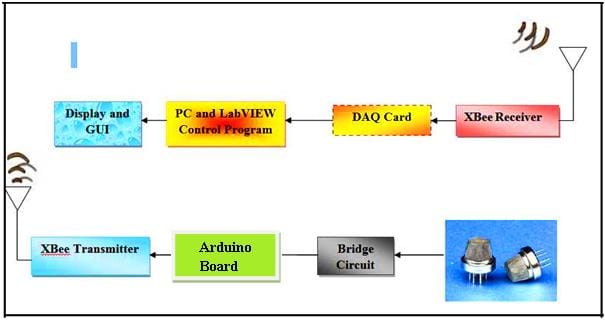 Display and
GUI
PC and LabVIEW
Control Program
DAQ Card
XBee Receiver
XBee Transmitter
Arduino
Board
Bridge
Circuit